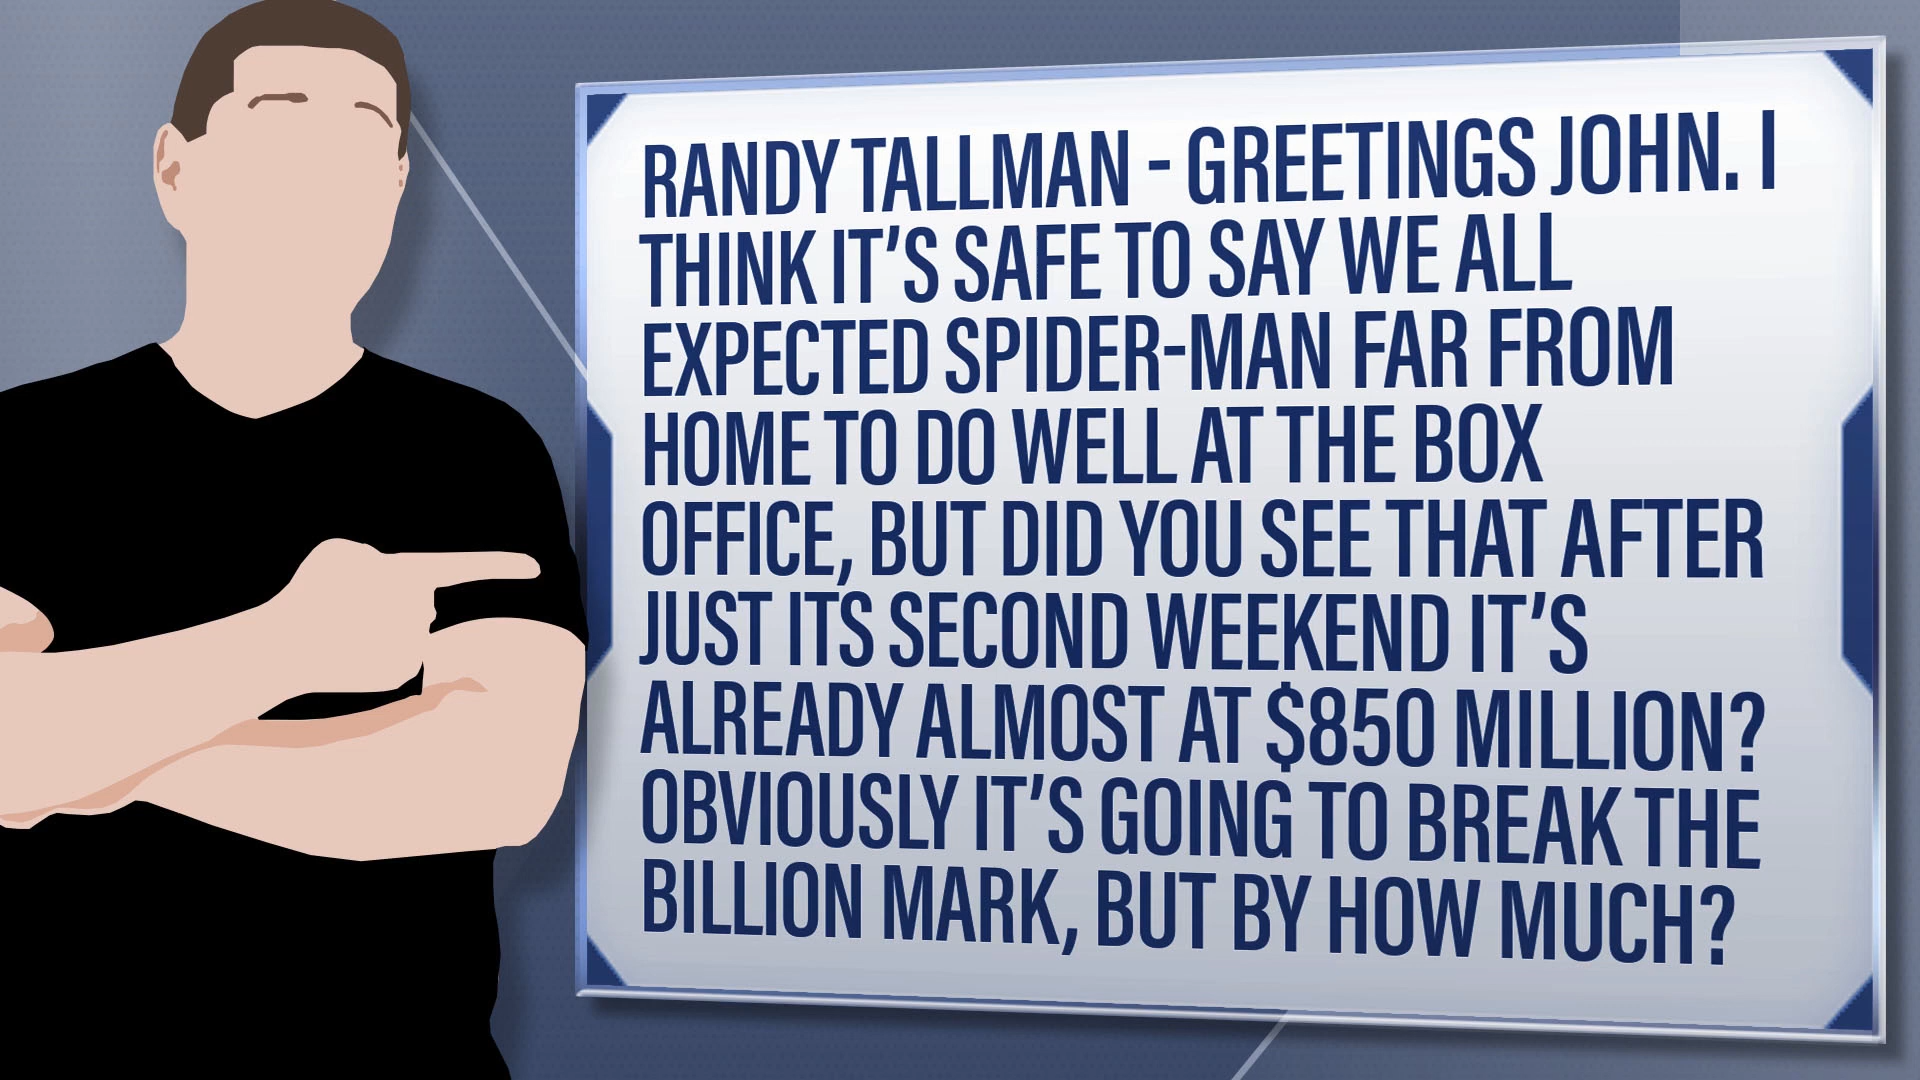 RANDY TALLMAN - GREETINGS JOHN. I
THINK IT'S SAFE TO SAY WE ALL
EXPECTED SPIDER-MAN FAR FROM
HOME TO DO WELL AT THE BOX
OFFICE, BUT DID YOU SEE THAT AFTER
JUST ITS SECOND WEEKEND IT'S
ALREADY ALMOST AT $850 MILLION?
OBVIOUSLY IT'S GOING TO BREAK THE
BILLION MARK, BUT BY HOW MUCH?